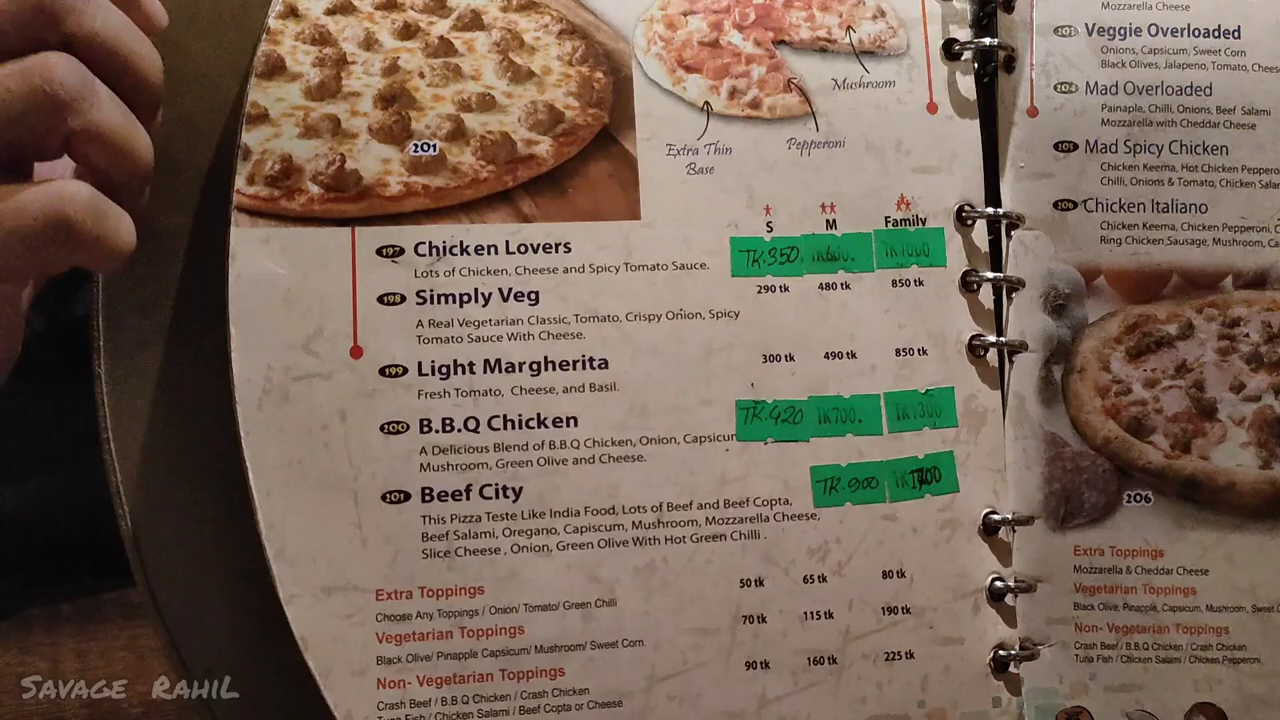 201
Mushroom
Pepperoni
Extra Thin
Base
S M Family
197 Chicken Lovers TK.350. TK.600. TK1000
Lots of Chicken, Cheese and Spicy Tomato Sauce.
198 Simply Veg 290 tk 480 tk 850 tk
A Real Vegetarian Classic, Tomato, Crispy Onion, Spicy
Tomato Sauce With Cheese.
199 Light Margherita 300 tk 490 tk 850 tk
Fresh Tomato, Cheese, and Basil.
200 B.B.Q Chicken TK.420 TK700.
A Delicious Blend of B.B.Q Chicken, Onion, Capsicum
Mushroom, Green Olive and Cheese.
201 Beef City TK.900
This Pizza Teste Like India Food, Lots of Beef and Beef Copta,
Beef Salami, Oregano, Capiscum, Mushroom, Mozzarella Cheese,
Slice Cheese , Onion, Green Olive With Hot Green Chilli .
Extra Toppings 50 tk 65 tk 80 tk
Choose Any Toppings / Onion/ Tomato/ Green Chilli
Vegetarian Toppings 70 tk 115 tk 190 tk
Black Olive/ Pinapple Capsicum/ Mushroom/ Sweet Corn.
Non- Vegetarian Toppings 90 tk 160 tk 225 tk
Crash Beef / B.B.Q Chicken / Crash Chicken
Tuna Fish / Chicken Salami / Beef Copta or Cheese
Mozzarella Cheese
203 Veggie Overloaded
Onions, Capsicum, Sweet Corn
Black Olives, Jalapeno, Tomato, Chees
204 Mad Overloaded
Painaple, Chilli, Onions, Beef Salami
Mozzarella with Cheddar Cheese
205 Mad Spicy Chicken
Chicken Keema, Hot Chicken Peppero
Chilli, Onions & Tomato, Chicken Salar
206 Chicken Italiano
Chicken Keema, Chicken Pepperoni, C
Ring Chicken Sausage, Mushroom, Ca
206
Extra Toppings
Mozzarella & Cheddar Cheese
Vegetarian Toppings
Black Olive, Pinapple, Capsicum, Mushroom, Sweet C
Non- Vegetarian Toppings
Crash Beef / B.B.Q Chicken / Crash Chicken
Tuna Fish / Chicken Salami / Chicken Pepperoni
SAVAGE RAHIL